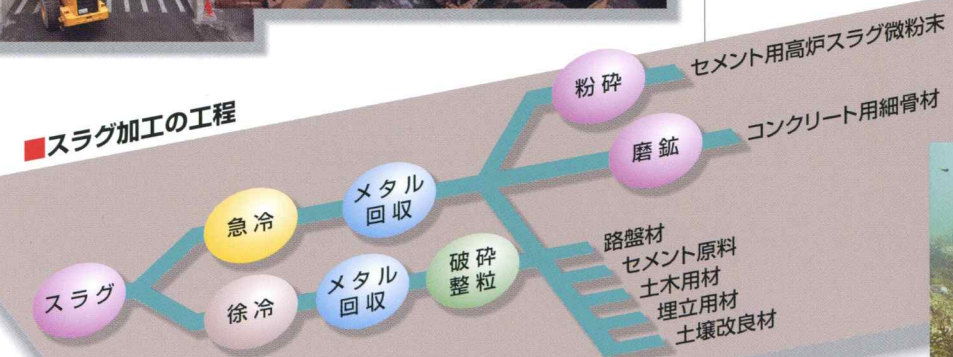 ■スラグ加工の工程
スラグ
急冷
メタル
回収
粉砕
セメント用高炉スラグ微粉末
磨鉱
コンクリート用細骨材
徐冷
メタル
回収
破砕
整粒
路盤材
セメント原料
土木用材
埋立用材
土壌改良材